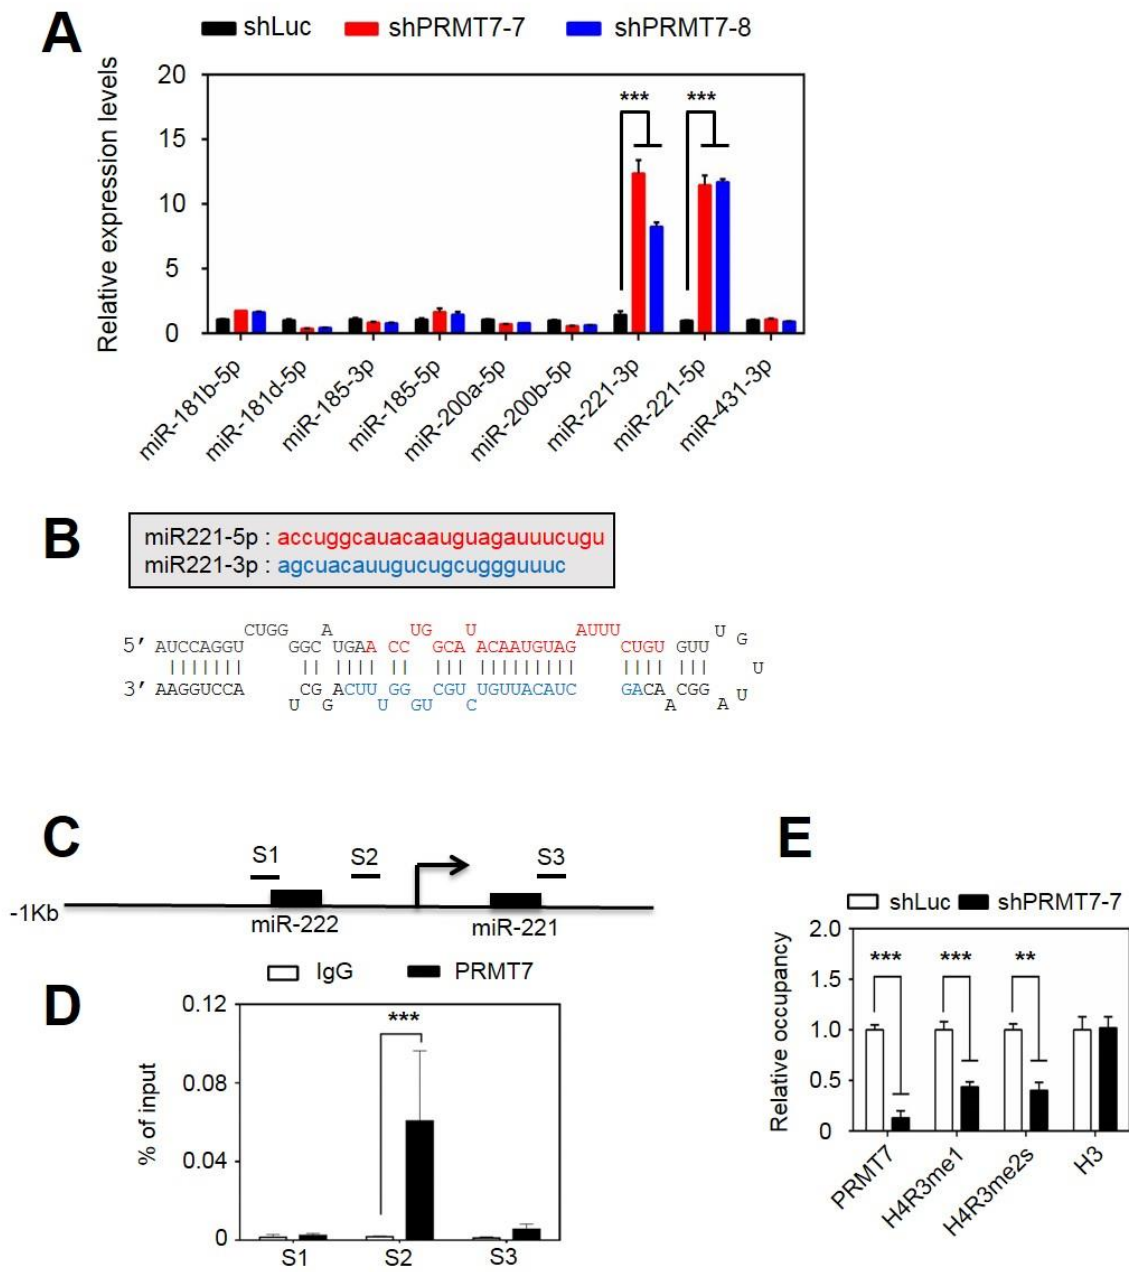 A
shLuc shPRMT7-7 shPRMT7-8
Relative expression levels
20
15
10
5
0
*** ***
miR-181b-5p miR-181d-5p miR-185-3p miR-185-5p miR-200a-5p miR-200b-5p miR-221-3p miR-221-5p miR-431-3p
B
miR221-5p : accuggcauacaauguagauuucugu
miR221-3p : agcuacauugucugcuggguuuc
CUGG A UG U AUUU U G
5' AUCCAGGU GGC UGAA CC GCA ACAAUGUAG CUGU GUU U
3' AAGGUCCA CG ACUU GG CGU UGUUACAUC GACA CGG U
U G U GU C A A
C
S1 S2 S3
-1Kb
miR-222 miR-221
D
IgG PRMT7
% of input
0.12
0.08
0.04
0
***
S1 S2 S3
E
shLuc shPRMT7-7
Relative occupancy
2.0
1.5
1.0
0.5
0
*** *** **
PRMT7 H4R3me1 H4R3me2s H3